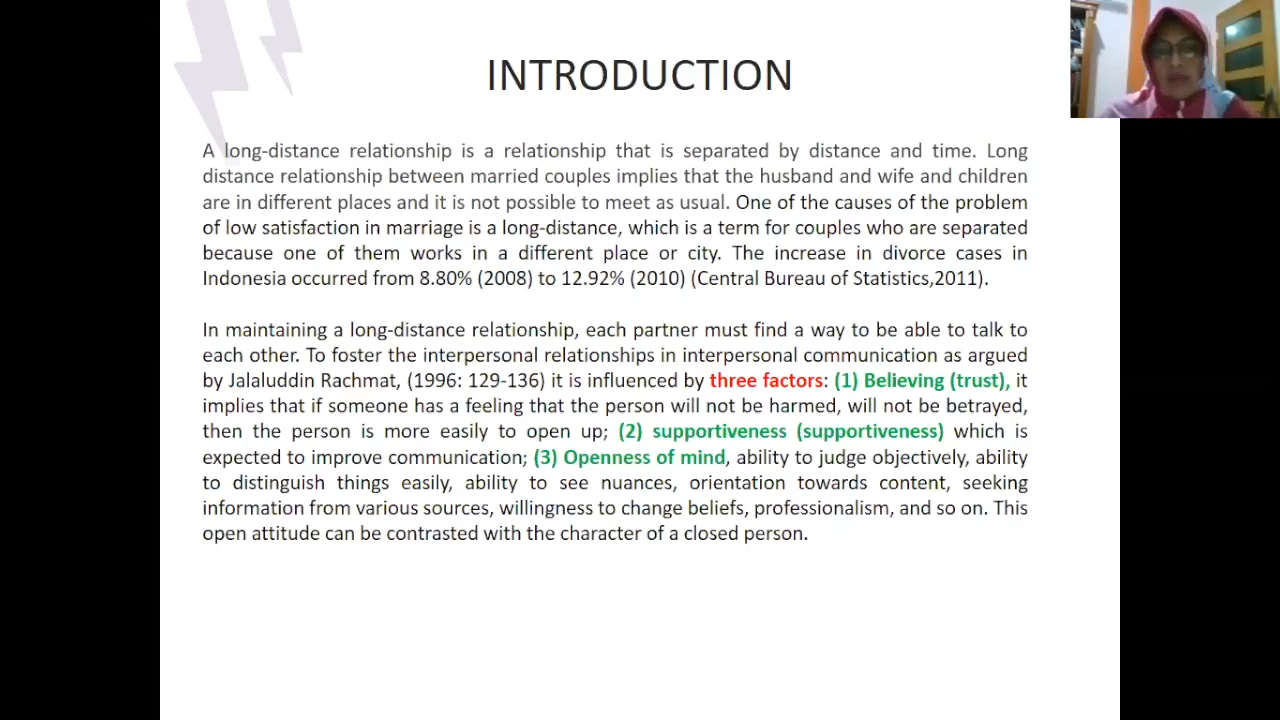 INTRODUCTION
A long-distance relationship is a relationship that is separated by distance and time. Long
distance relationship between married couples implies that the husband and wife and children
are in different places and it is not possible to meet as usual. One of the causes of the problem
of low satisfaction in marriage is a long-distance, which is a term for couples who are separated
because one of them works in a different place or city. The increase in divorce cases in
Indonesia occurred from 8.80% (2008) to 12.92% (2010) (Central Bureau of Statistics,2011).
In maintaining a long-distance relationship, each partner must find a way to be able to talk to
each other. To foster the interpersonal relationships in interpersonal communication as argued
by Jalaluddin Rachmat, (1996: 129-136) it is influenced by three factors: (1) Believing (trust), it
implies that if someone has a feeling that the person will not be harmed, will not be betrayed,
then the person is more easily to open up; (2) supportiveness (supportiveness) which is
expected to improve communication; (3) Openness of mind, ability to judge objectively, ability
to distinguish things easily, ability to see nuances, orientation towards content, seeking
information from various sources, willingness to change beliefs, professionalism, and so on. This
open attitude can be contrasted with the character of a closed person.